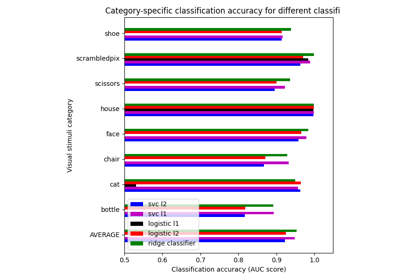 Category-specific classification accuracy for different classifi
Visual stimuli category
shoe
scrambledpix
scissors
house
face
chair
cat
bottle
AVERAGE
svc l2
svc l1
logistic l1
logistic l2
ridge classifier
0.5 0.6 0.7 0.8 0.9 1.0
Classification accuracy (AUC score)